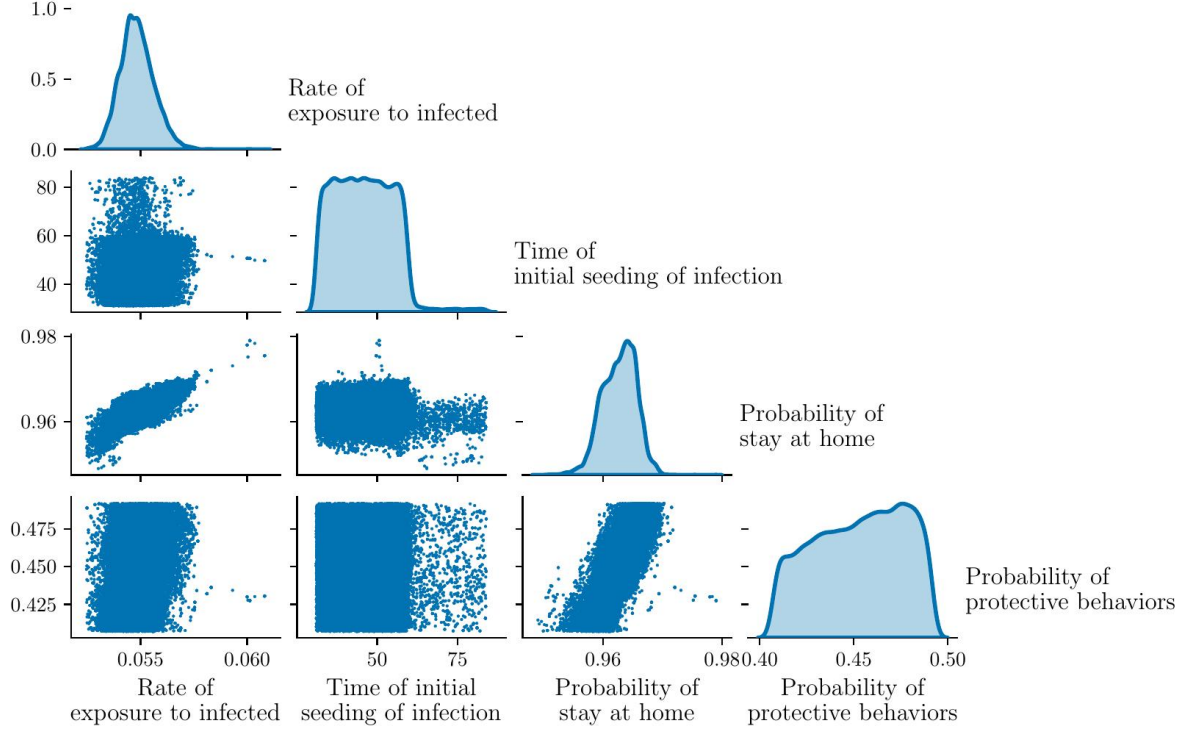 1.0
0.5
0.0
Rate of
exposure to infected
80
60
40
Time of
initial seeding of infection
0.98
0.96
Probability of
stay at home
0.475
0.450
0.425
Probability of
protective behaviors
0.055 0.060 50 75 0.96 0.98 0.40 0.45 0.50
Rate of
exposure to infected
Time of initial
seeding of infection
Probability of
stay at home
Probability of
protective behaviors